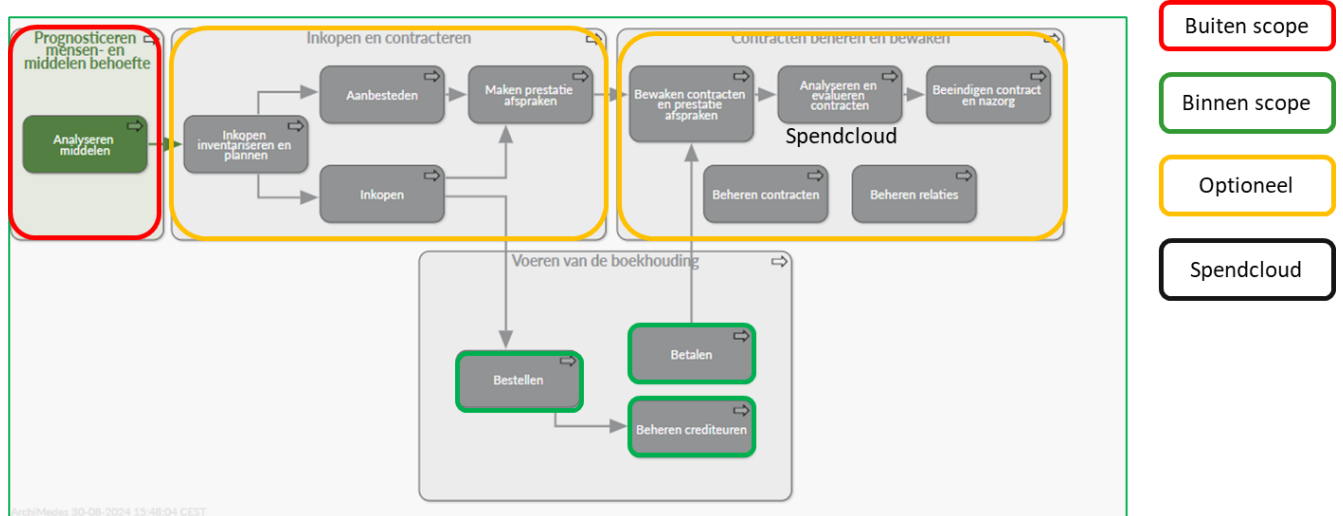 Prognosticeren
mensen- en
middelen behoefte
Analyseren
middelen
Inkopen en contracteren
Inkopen
inventariseren en
plannen
Aanbesteden
Maken prestatie
afspraken
Inkopen
Contracten beheren en bewaken
Bewaken contracten
en prestatie
afspraken
Analyseren en
evalueren
contracten
Beeindigen contract
en nazorg
Spendcloud
Beheren contracten
Beheren relaties
Voeren van de boekhouding
Bestellen
Betalen
Beheren crediteuren
ArchiMedes 30-08-2024 15:48:04 CEST
Buiten scope
Binnen scope
Optioneel
Spendcloud